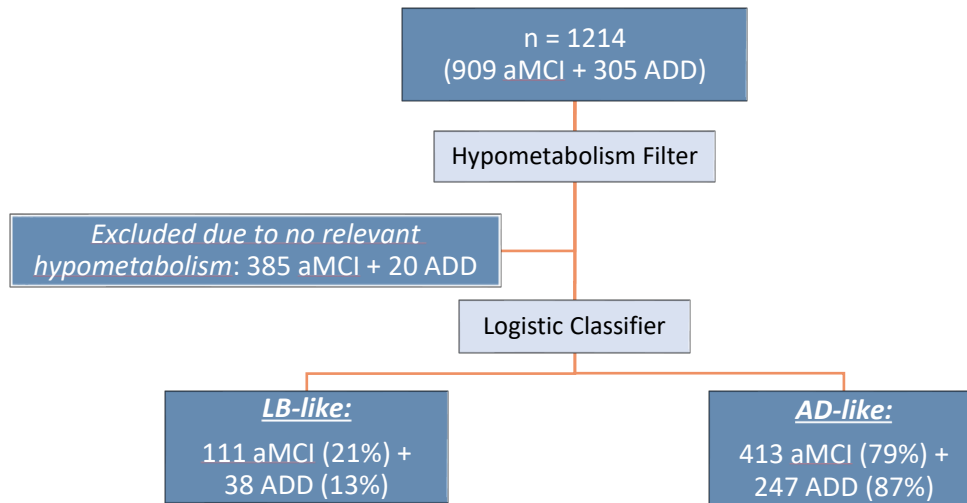 n = 1214
(909 aMCI + 305 ADD)
Hypometabolism Filter
Excluded due to no relevant
hypometabolism: 385 aMCI + 20 ADD
Logistic Classifier
LB-like:
111 aMCI (21%) +
38 ADD (13%)
AD-like:
413 aMCI (79%) +
247 ADD (87%)